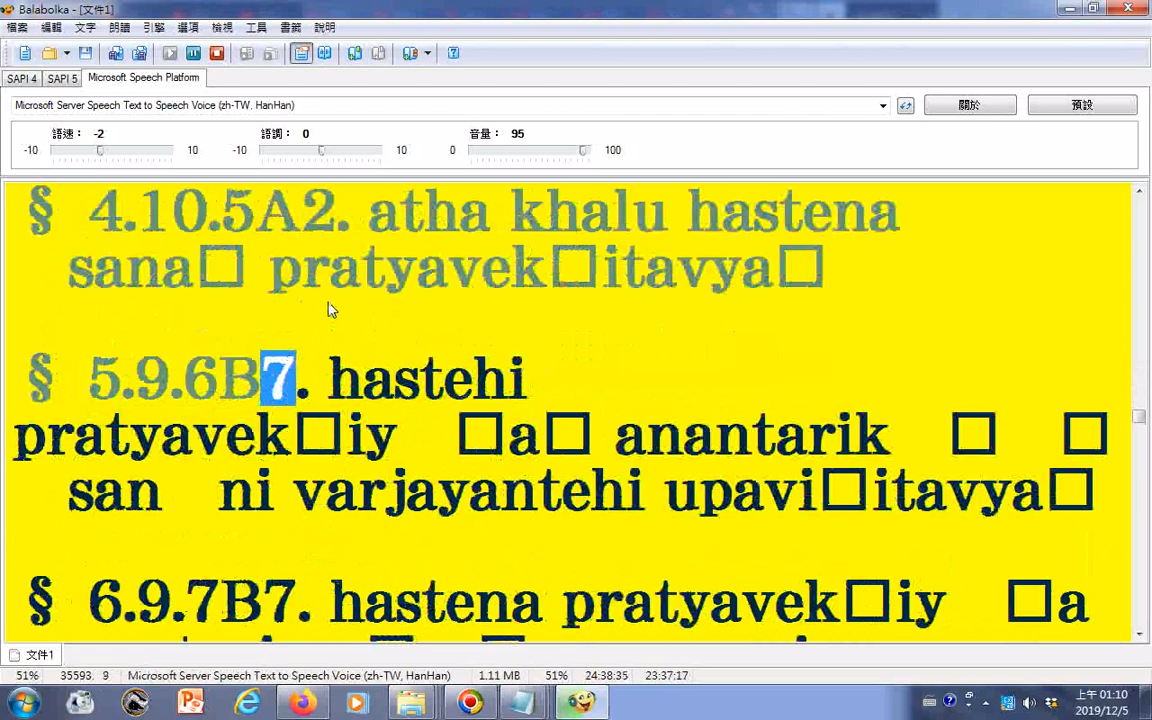 Balabolka - [文件1]
檔案 編輯 文字 朗讀 引擎 選項 檢視 工具 書籤 說明
SAPI 4 SAPI 5 Microsoft Speech Platform
Microsoft Server Speech Text to Speech Voice (zh-TW, HanHan) 關於 預設
語速： -2 語調： 0 音量： 95
-10 10 -10 10 0 100
§ 4.10.5A2. atha khalu hastena
sana□ pratyavek□itavya□
§ 5.9.6B7. hastehi
pratyavek□iy □a□ anantarik □ □
san ni varjayantehi upavi□itavya□
§ 6.9.7B7. hastena pratyavek□iy □a
文件1
51% 35593. 9 Microsoft Server Speech Text to Speech Voice (zh-TW, HanHan) 1.11 MB 51% 24:38:35 23:37:17
上午 01:10
2019/12/5